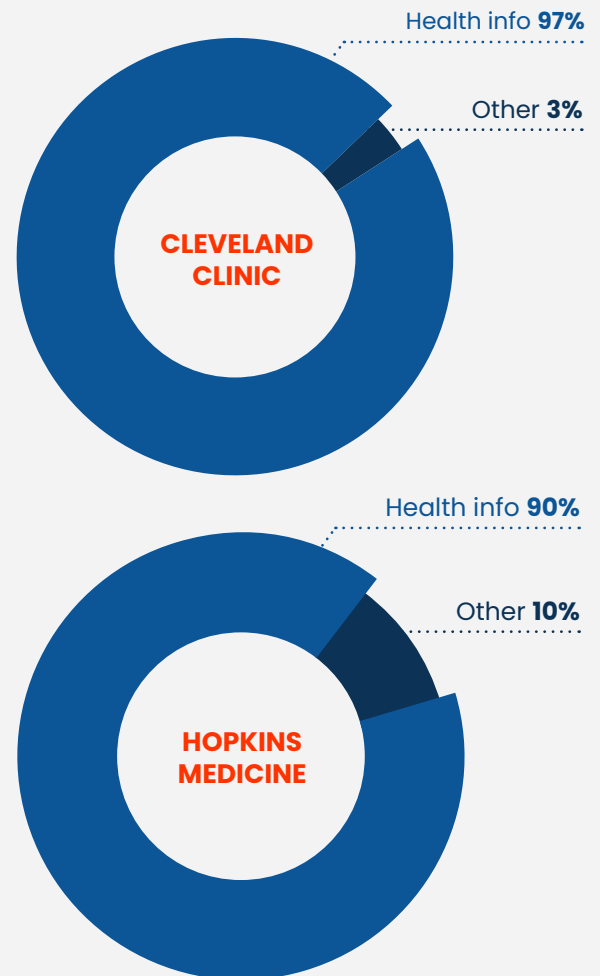 Health info 97%
Other 3%
CLEVELAND
CLINIC
Health info 90%
Other 10%
HOPKINS
MEDICINE